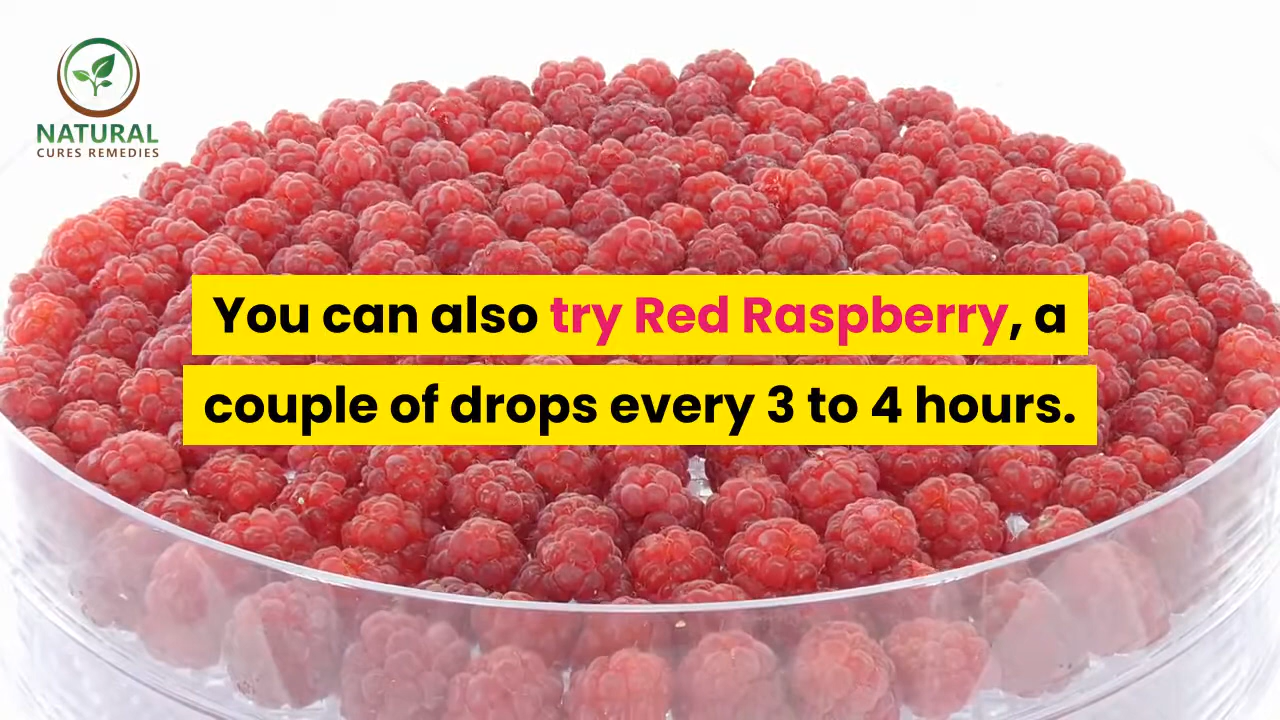 NATURAL
CURES REMEDIES
You can also try Red Raspberry, a
couple of drops every 3 to 4 hours.